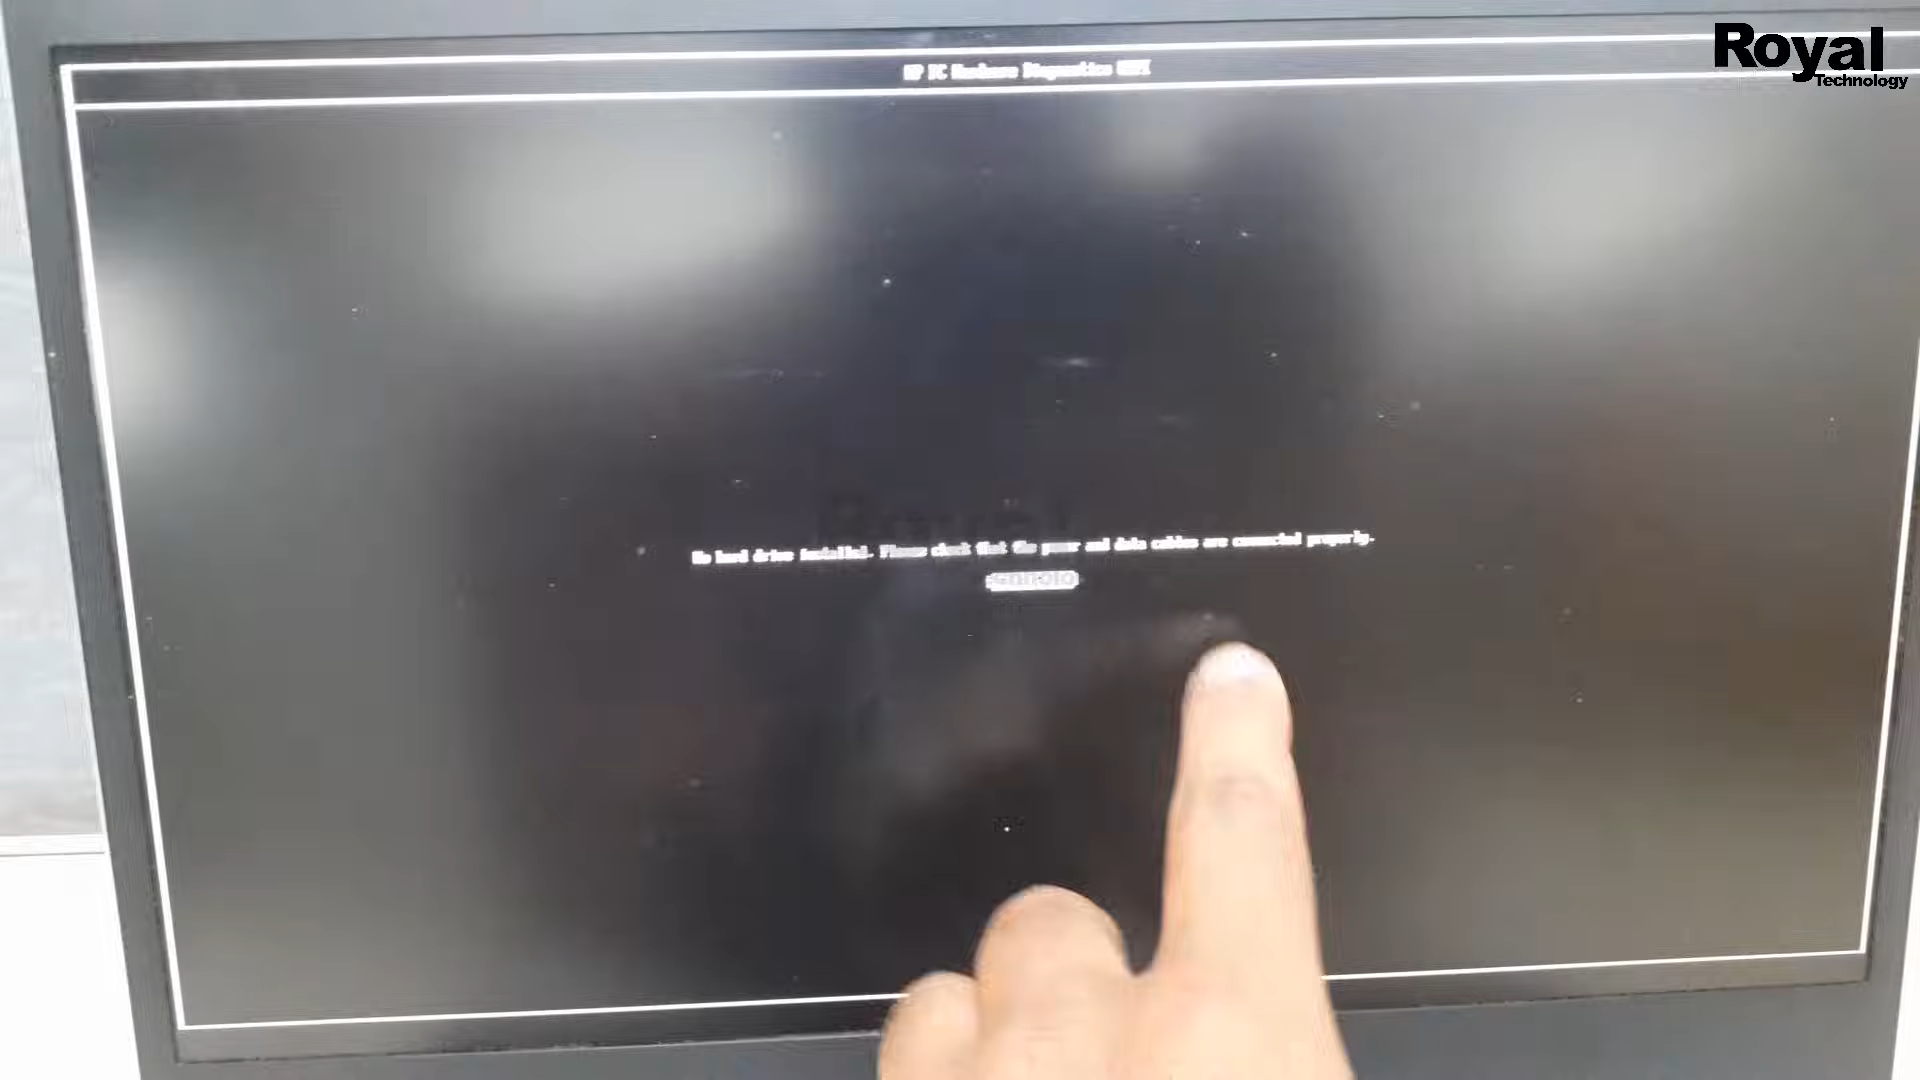 Royal
Technology
HP PC Hardware Diagnostics UEFI
No hard drive installed. Please check that the power and data cables are connected properly.